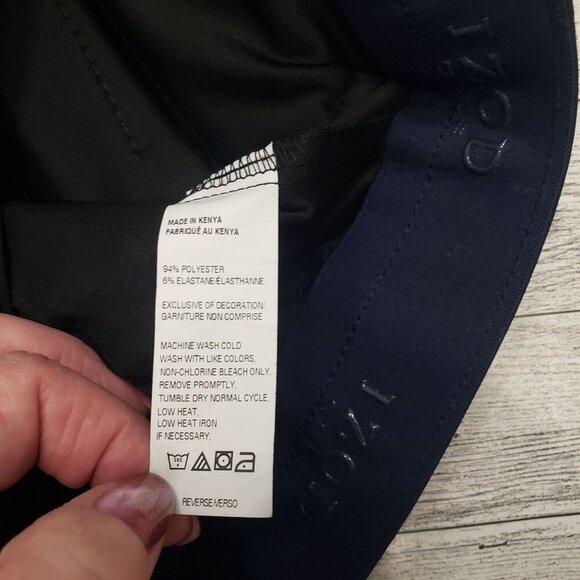 IZOD
MADE IN KENYA
FABRIQUÉ AU KENYA
94% POLYESTER
6% ELASTANE/ÉLASTHANNE
EXCLUSIVE OF DECORATION/
GARNITURE NON COMPRISE
MACHINE WASH COLD
WASH WITH LIKE COLORS,
NON-CHLORINE BLEACH ONLY.
REMOVE PROMPTLY.
TUMBLE DRY NORMAL CYCLE,
LOW HEAT,
LOW HEAT IRON
IF NECESSARY,
30C
REVERSE/VERSO
IZOD